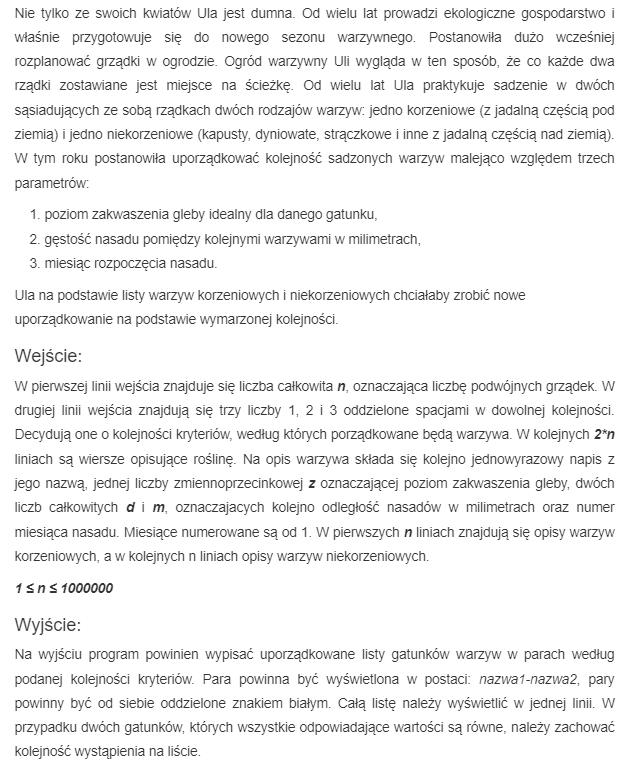 Nie tylko ze swoich kwiatów Ula jest dumna. Od wielu lat prowadzi ekologiczne gospodarstwo i
właśnie przygotowuje się do nowego sezonu warzywnego. Postanowiła dużo wcześniej
rozplanować grządki w ogrodzie. Ogród warzywny Uli wygląda w ten sposób, że co każde dwa
rządki zostawiane jest miejsce na ścieżkę. Od wielu lat Ula praktykuje sadzenie w dwóch
sąsiadujących ze sobą rządkach dwóch rodzajów warzyw: jedno korzeniowe (z jadalną częścią pod
ziemią) i jedno niekorzeniowe (kapusty, dyniowate, strączkowe i inne z jadalną częścią nad ziemią).
W tym roku postanowiła uporządkować kolejność sadzonych warzyw malejąco względem trzech
parametrów:
1. poziom zakwaszenia gleby idealny dla danego gatunku,
2. gęstość nasadu pomiędzy kolejnymi warzywami w milimetrach,
3. miesiąc rozpoczęcia nasadu.
Ula na podstawie listy warzyw korzeniowych i niekorzeniowych chciałaby zrobić nowe
uporządkowanie na podstawie wymarzonej kolejności.
Wejście:
W pierwszej linii wejścia znajduje się liczba całkowita n, oznaczająca liczbę podwójnych grządek. W
drugiej linii wejścia znajdują się trzy liczby 1, 2 i 3 oddzielone spacjami w dowolnej kolejności.
Decydują one o kolejności kryteriów, według których porządkowane będą warzywa. W kolejnych 2*n
liniach są wiersze opisujące roślinę. Na opis warzywa składa się kolejno jednowyrazowy napis z
jego nazwą, jednej liczby zmiennoprzecinkowej z oznaczającej poziom zakwaszenia gleby, dwóch
liczb całkowitych d i m, oznaczajacych kolejno odległość nasadów w milimetrach oraz numer
miesiąca nasadu. Miesiące numerowane są od 1. W pierwszych n liniach znajdują się opisy warzyw
korzeniowych, a w kolejnych n liniach opisy warzyw niekorzeniowych.
1 ≤ n ≤ 1000000
Wyjście:
Na wyjściu program powinien wypisać uporządkowane listy gatunków warzyw w parach według
podanej kolejności kryteriów. Para powinna być wyświetlona w postaci: nazwa1-nazwa2, pary
powinny być od siebie oddzielone znakiem białym. Całą listę należy wyświetlić w jednej linii. W
przypadku dwóch gatunków, których wszystkie odpowiadające wartości są równe, należy zachować
kolejność wystąpienia na liście.